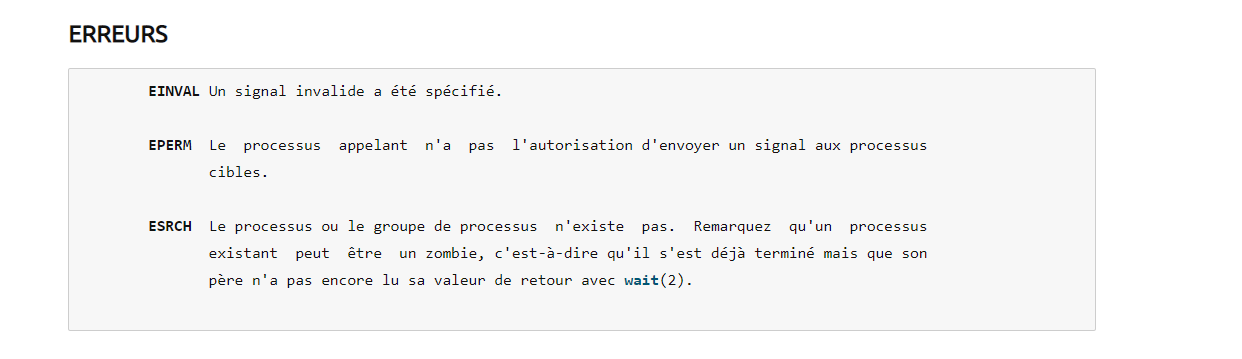 ERREURS
EINVAL Un signal invalide a été spécifié.
EPERM Le processus appelant n'a pas l'autorisation d'envoyer un signal aux processus
cibles.
ESRCH Le processus ou le groupe de processus n'existe pas. Remarquez qu'un processus
existant peut être un zombie, c'est-à-dire qu'il s'est déjà terminé mais que son
père n'a pas encore lu sa valeur de retour avec wait(2).